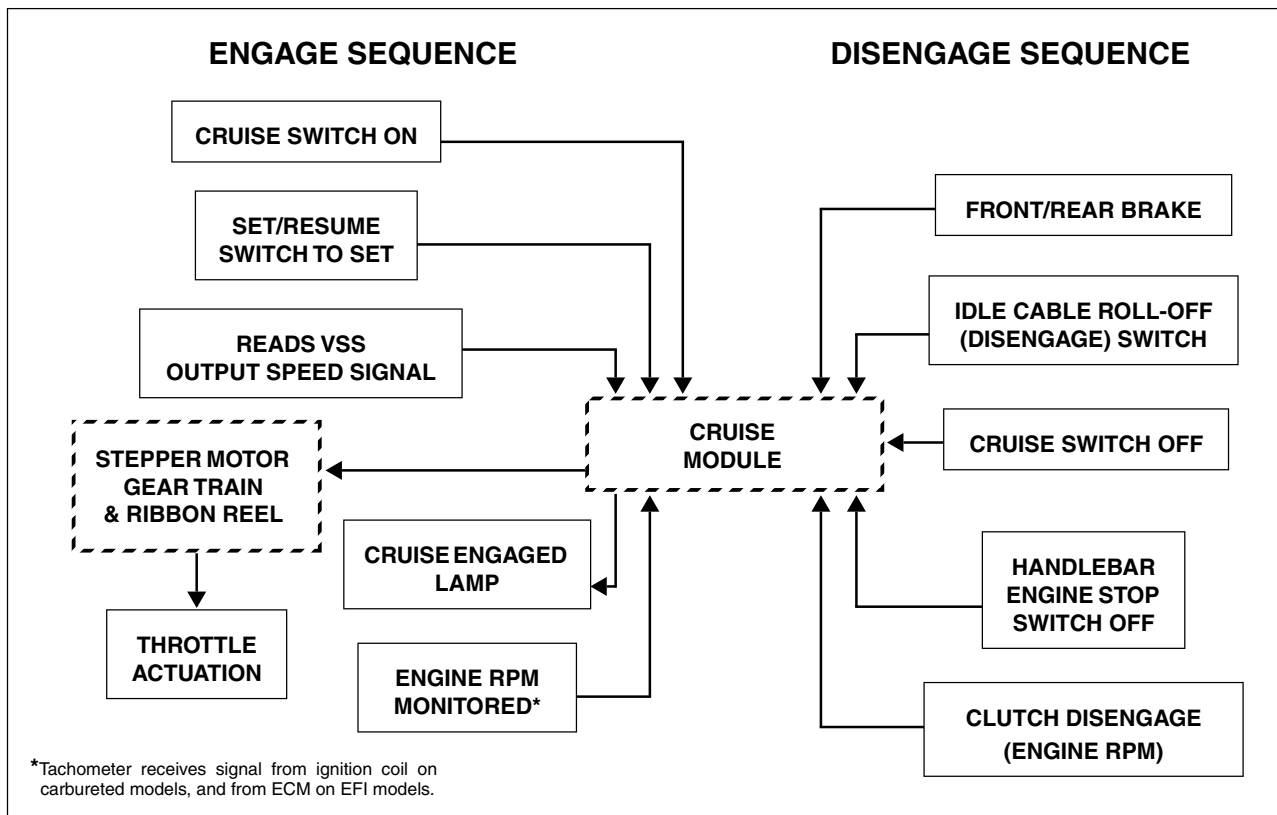 ENGAGE SEQUENCE
DISENGAGE SEQUENCE
CRUISE SWITCH ON
SET/RESUME
SWITCH TO SET
READS VSS
OUTPUT SPEED SIGNAL
STEPPER MOTOR
GEAR TRAIN
& RIBBON REEL
THROTTLE
ACTUATION
CRUISE ENGAGED
LAMP
ENGINE RPM
MONITORED*
CRUISE
MODULE
FRONT/REAR BRAKE
IDLE CABLE ROLL-OFF
(DISENGAGE) SWITCH
CRUISE SWITCH OFF
HANDLEBAR
ENGINE STOP
SWITCH OFF
CLUTCH DISENGAGE
(ENGINE RPM)
*Tachometer receives signal from ignition coil on
carbureted models, and from ECM on EFI models.